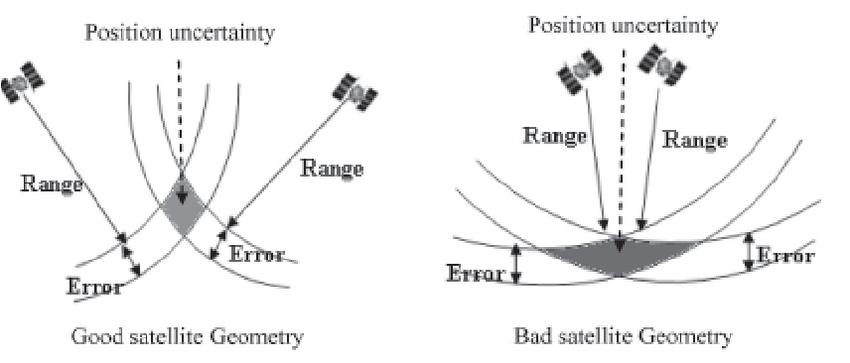 Position uncertainty
Range
Range
Error
Error
Good satellite Geometry
Position uncertainty
Range
Range
Error
Error
Bad satellite Geometry